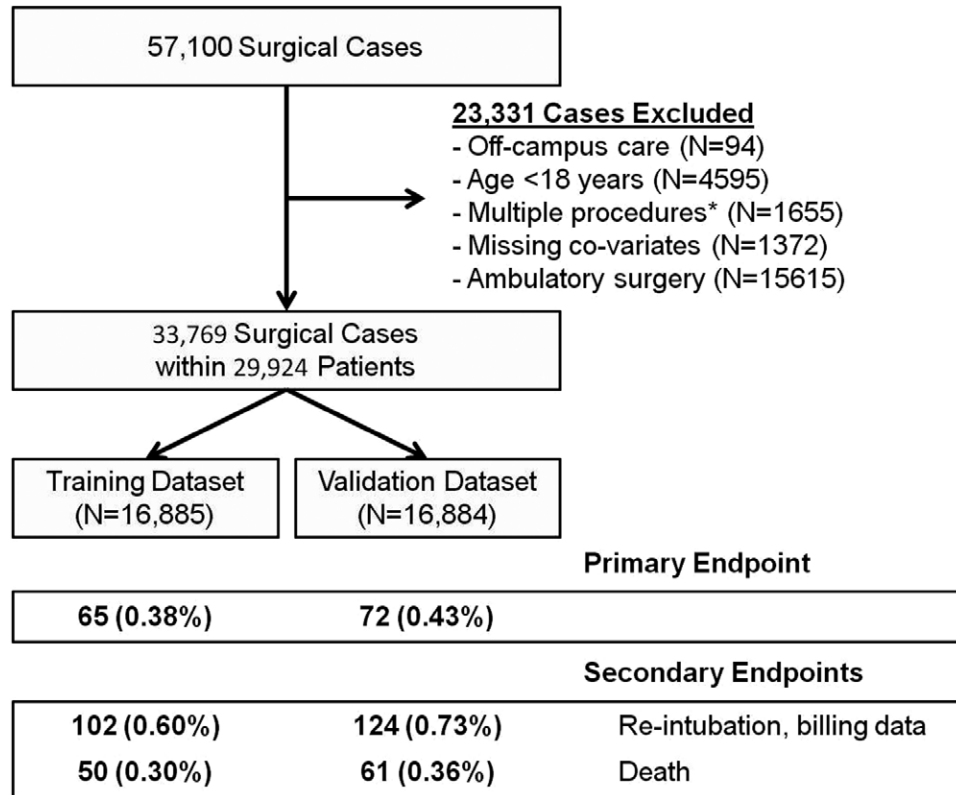 57,100 Surgical Cases
23,331 Cases Excluded
- Off-campus care (N=94)
- Age <18 years (N=4595)
- Multiple procedures* (N=1655)
- Missing co-variates (N=1372)
- Ambulatory surgery (N=15615)
33,769 Surgical Cases
within 29,924 Patients
Training Dataset
(N=16,885)
Validation Dataset
(N=16,884)
Primary Endpoint
65 (0.38%) 72 (0.43%)
Secondary Endpoints
102 (0.60%) 124 (0.73%) Re-intubation, billing data
50 (0.30%) 61 (0.36%) Death